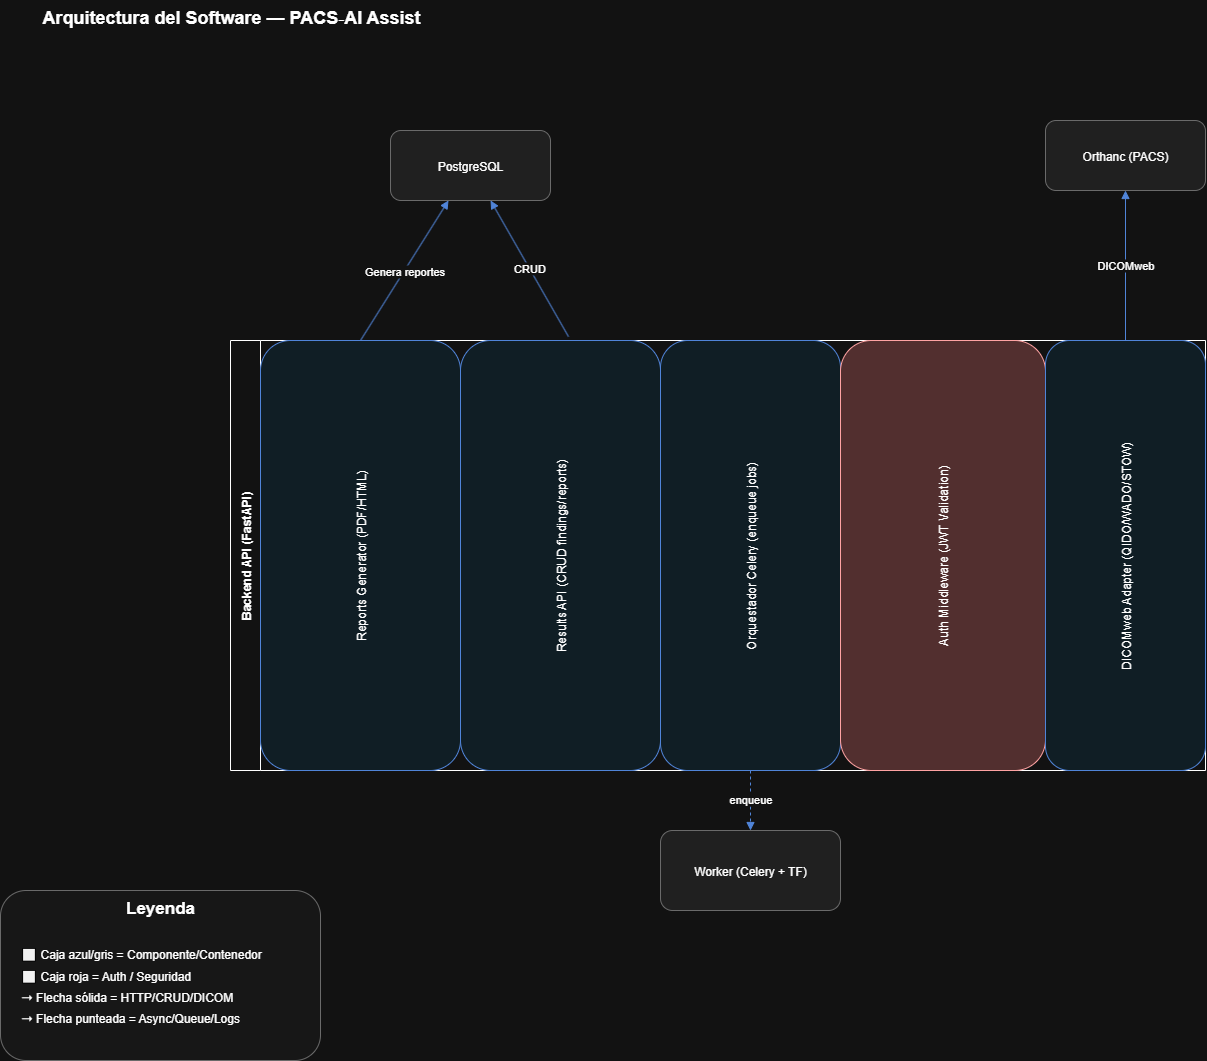 Arquitectura del Software — PACS-AI Assist
PostgreSQL
Orthanc (PACS)
Genera reportes
CRUD
DICOMweb
Backend API (FastAPI)
Reports Generator (PDF/HTML)
Results API (CRUD findings/reports)
Orquestador Celery (enqueue jobs)
Auth Middleware (JWT Validation)
DICOMweb Adapter (QIDO/WADO/STOW)
enqueue
Worker (Celery + TF)
Leyenda
⬜ Caja azul/gris = Componente/Contenedor
⬜ Caja roja = Auth / Seguridad
→ Flecha sólida = HTTP/CRUD/DICOM
→ Flecha punteada = Async/Queue/Logs